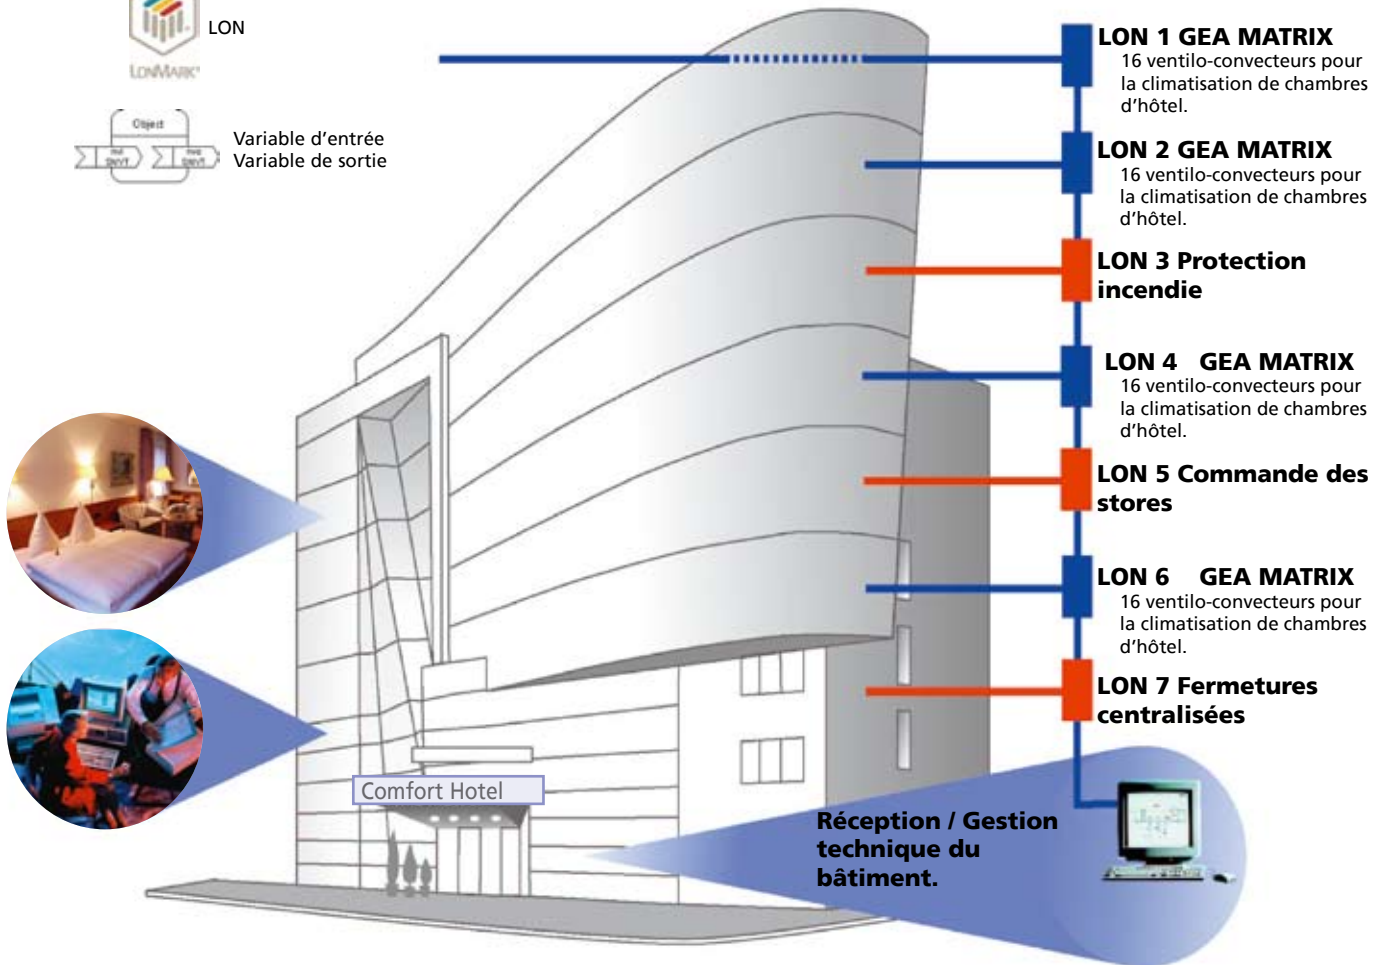 LON
LONMARK®
Object
nvi
SNVT
nvo
SNVT
Variable d'entrée
Variable de sortie
LON 1 GEA MATRIX
16 ventilo-convecteurs pour
la climatisation de chambres
d'hôtel.
LON 2 GEA MATRIX
16 ventilo-convecteurs pour
la climatisation de chambres
d'hôtel.
LON 3 Protection
incendie
LON 4 GEA MATRIX
16 ventilo-convecteurs pour
la climatisation de chambres
d'hôtel.
LON 5 Commande des
stores
LON 6 GEA MATRIX
16 ventilo-convecteurs pour
la climatisation de chambres
d'hôtel.
LON 7 Fermetures
centralisées
Comfort Hotel
Réception / Gestion
technique du
bâtiment.